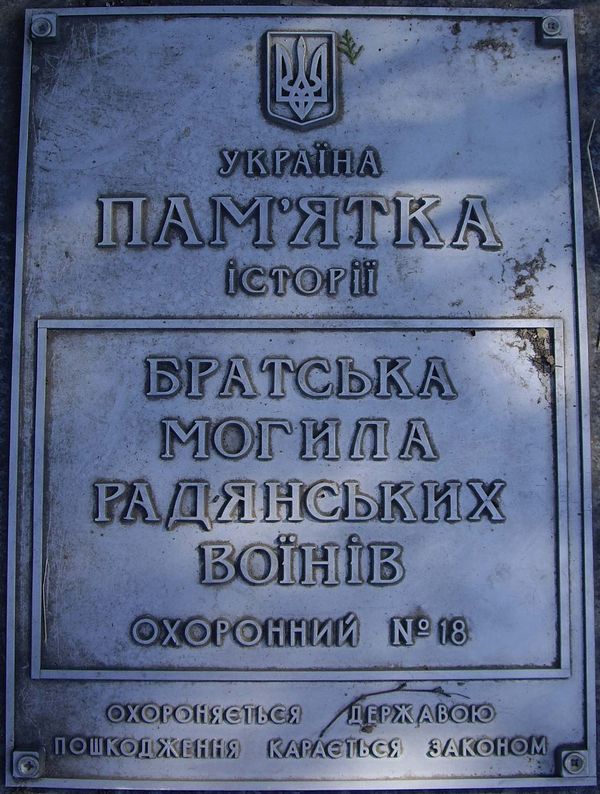 УКРАЇНА
ПАМ'ЯТКА
ІСТОРІЇ
БРАТСЬКА
МОГИЛА
РАДЯНСЬКИХ
ВОЇНІВ
ОХОРОННИЙ №18
ОХОРОНЯЄТЬСЯ ДЕРЖАВОЮ
ПОШКОДЖЕННЯ КАРАЄТЬСЯ ЗАКОНОМ